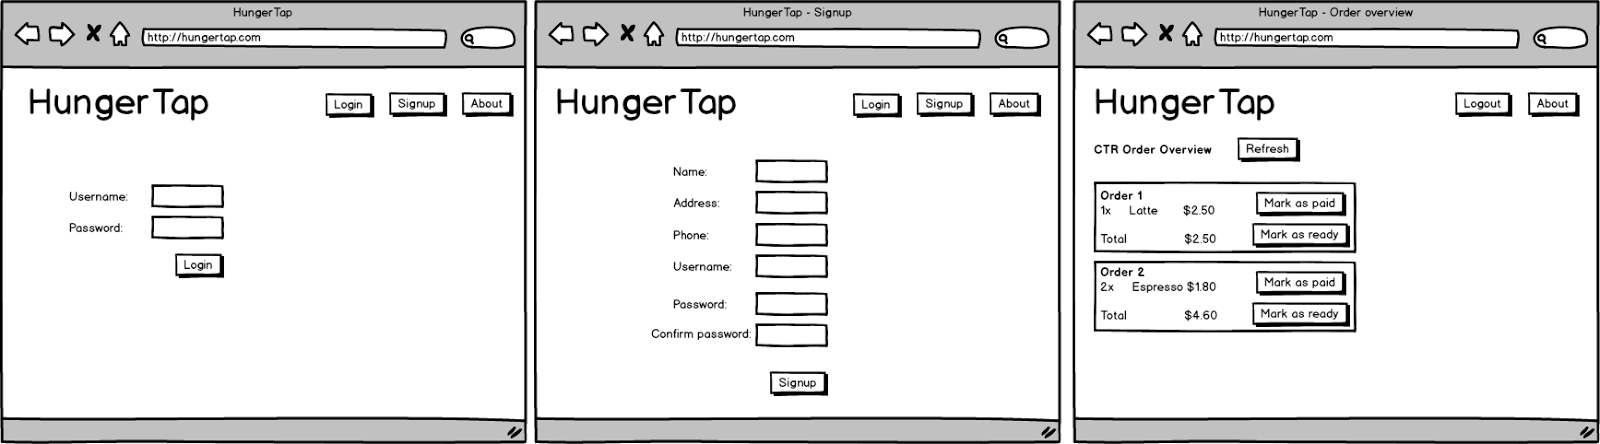 HungerTap
http://hungertap.com
HungerTap
Login Signup About
Username:
Password:
Login
HungerTap - Signup
http://hungertap.com
HungerTap
Login Signup About
Name:
Address:
Phone:
Username:
Password:
Confirm password:
Signup
HungerTap - Order overview
http://hungertap.com
HungerTap
Logout About
CTR Order Overview Refresh
Order 1
1x Latte $2.50 Mark as paid
Total $2.50 Mark as ready
Order 2
2x Espresso $1.80 Mark as paid
Total $4.60 Mark as ready